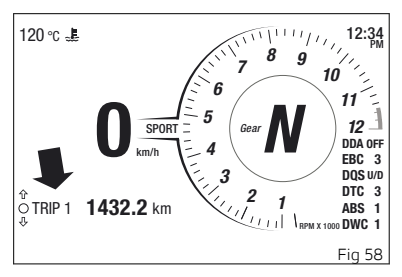 120 °C
12:34
PM
7 8 9
6 10
5 11
4 12
3
2 1
Gear N
SPORT
0
km/h
RPM X 1000
DDA OFF
EBC 3
DQS U/D
DTC 3
ABS 1
DWC 1
TRIP 1 1432.2 km
Fig 58